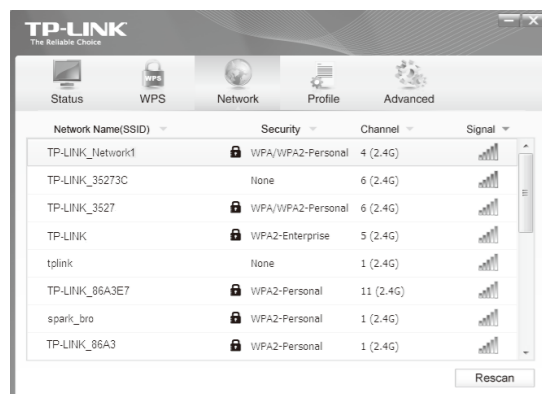 TP-LINK
The Reliable Choice
WPS
Status WPS Network Profile Advanced
Network Name(SSID) Security Channel Signal
TP-LINK_Network1 WPA/WPA2-Personal 4 (2.4G)
TP-LINK_35273C None 6 (2.4G)
TP-LINK_3527 WPA/WPA2-Personal 6 (2.4G)
TP-LINK WPA2-Enterprise 5 (2.4G)
tplink None 1 (2.4G)
TP-LINK_86A3E7 WPA2-Personal 11 (2.4G)
spark_bro WPA2-Personal 1 (2.4G)
TP-LINK_86A3 WPA2-Personal 1 (2.4G)
Rescan